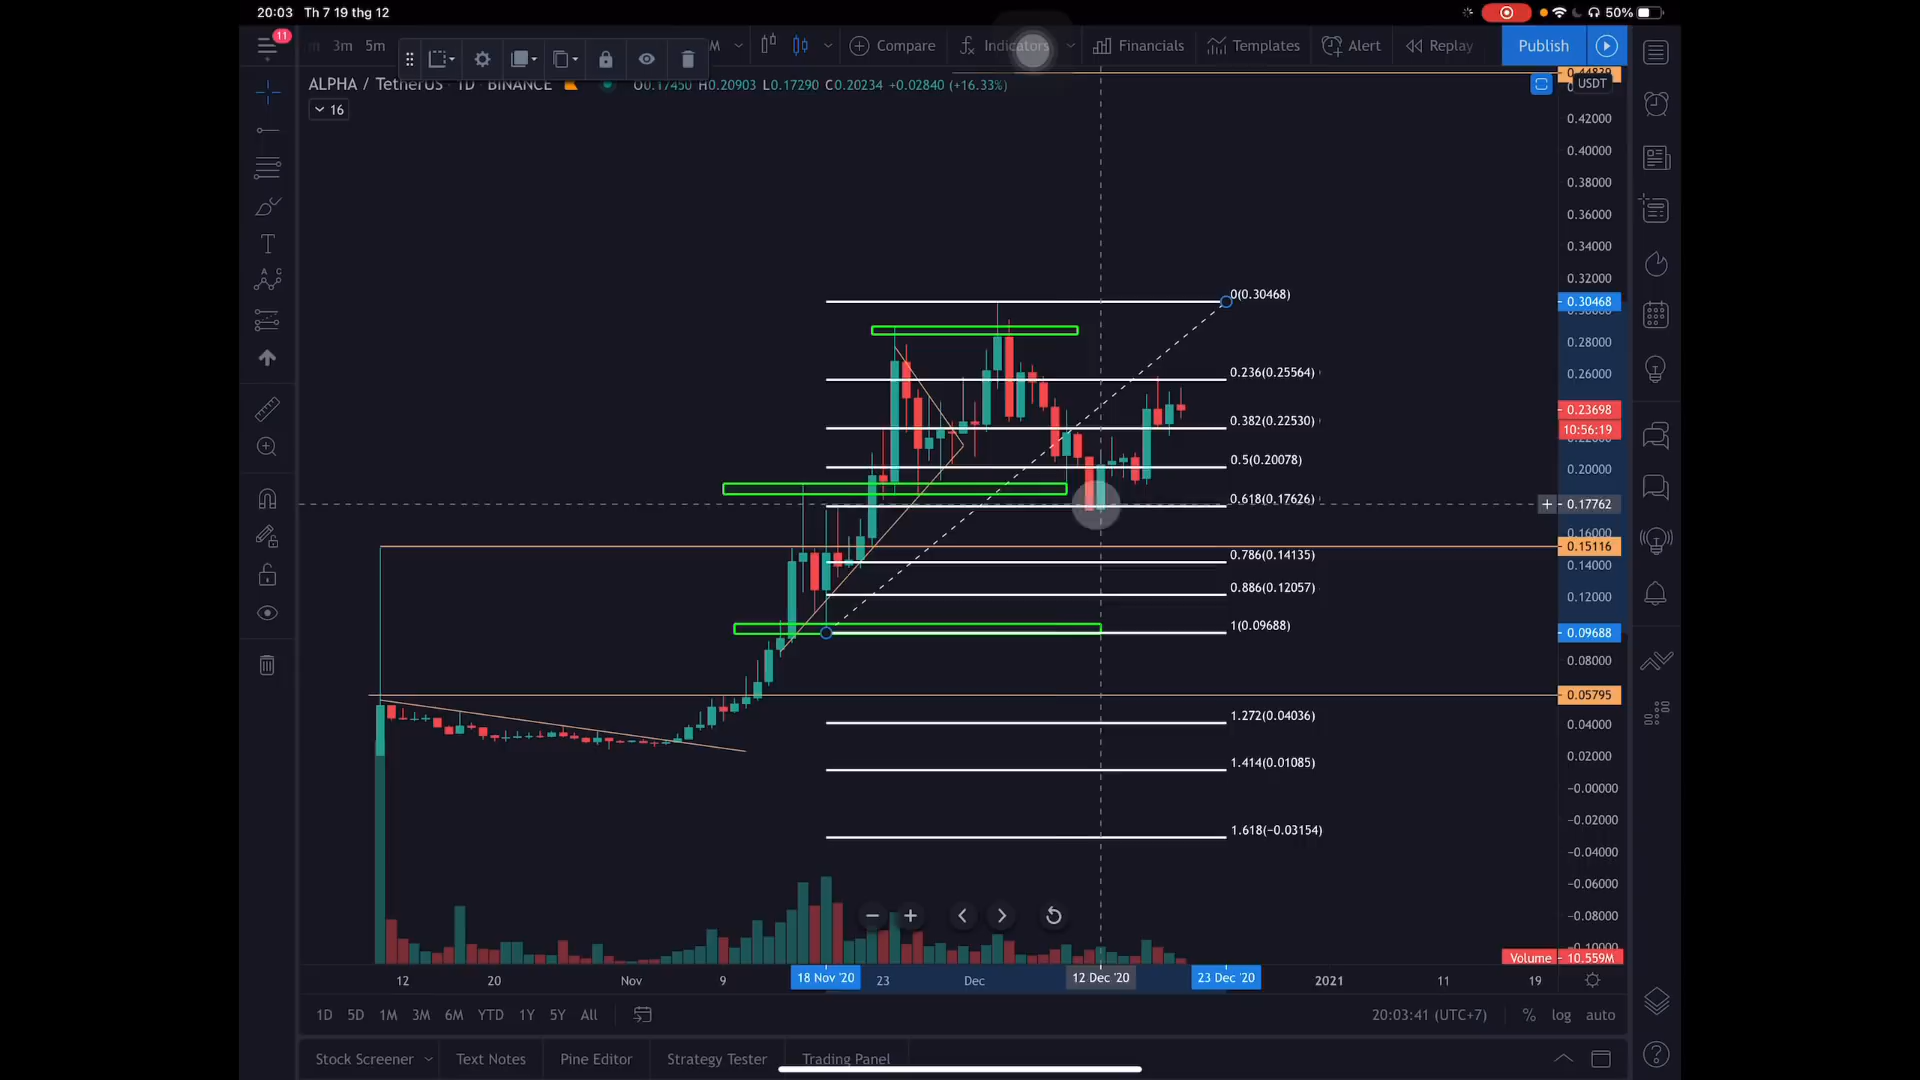 20:03 Th 7 19 thg 12
50%
11
3m 5m
M
Compare
Indicators
Financials
Templates
Alert
Replay
Publish
ALPHA / TetherUS 1D BINANCE
O0.17450 H0.20903 L0.17290 C0.20234 +0.02840 (+16.33%)
16
USDT
0.42000
0.40000
0.38000
0.36000
0.34000
0.32000
0.30468
0.28000
0.26000
0.23698
10:56:19
0.20000
0.17762
0.16000
0.15116
0.14000
0.12000
0.09688
0.08000
0.05795
0.04000
0.02000
-0.00000
-0.02000
-0.04000
-0.06000
-0.08000
-0.10000
Volume 10.559M
0(0.30468)
0.236(0.25564)
0.382(0.22530)
0.5(0.20078)
0.618(0.17626)
0.786(0.14135)
0.886(0.12057)
1(0.09688)
1.272(0.04036)
1.414(0.01085)
1.618(-0.03154)
12 20 Nov 9 18 Nov '20 23 Dec 12 Dec '20 23 Dec '20 2021 11 19
1D 5D 1M 3M 6M YTD 1Y 5Y All
20:03:41 (UTC+7) % log auto
Stock Screener Text Notes Pine Editor Strategy Tester Trading Panel